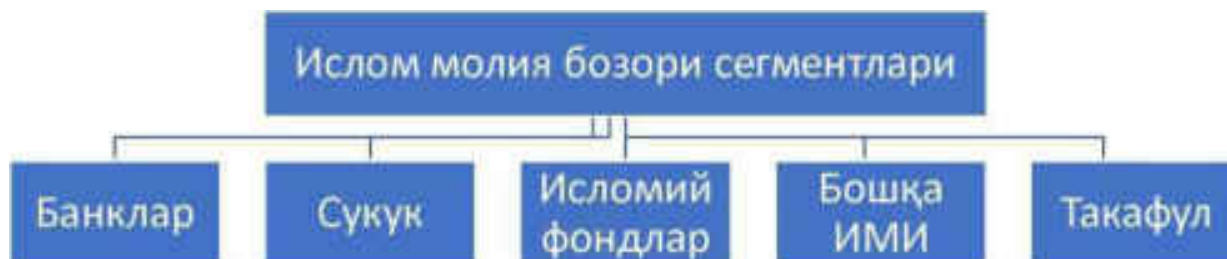 Ислом молия бозори сегментлари
Банклар
Сукук
Исломий
фондлар
Бошқа
ИМИ
Такафул